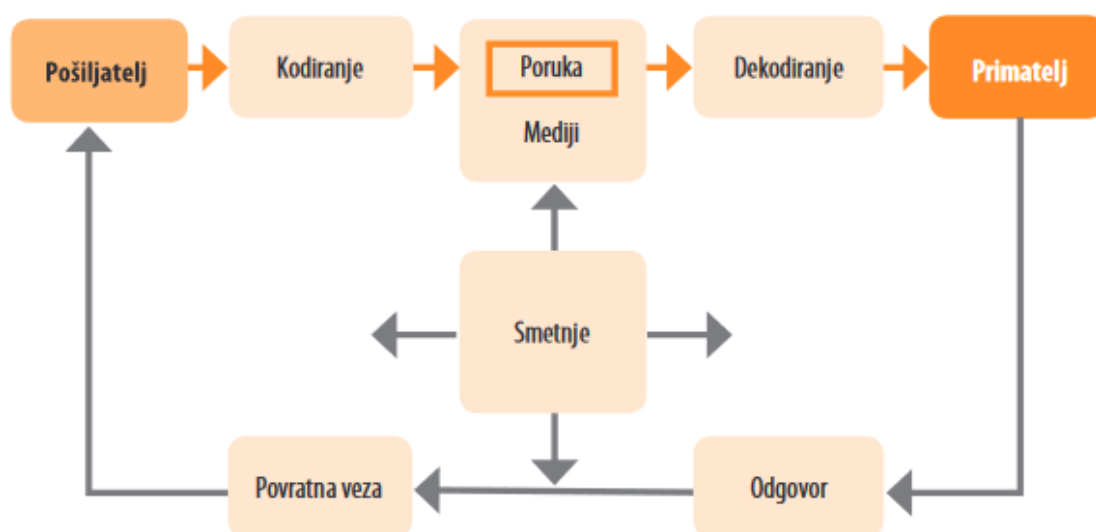 Pošiljatelj
Kodiranje
Poruka
Mediji
Dekodiranje
Primatelj
Smetnje
Povratna veza
Odgovor